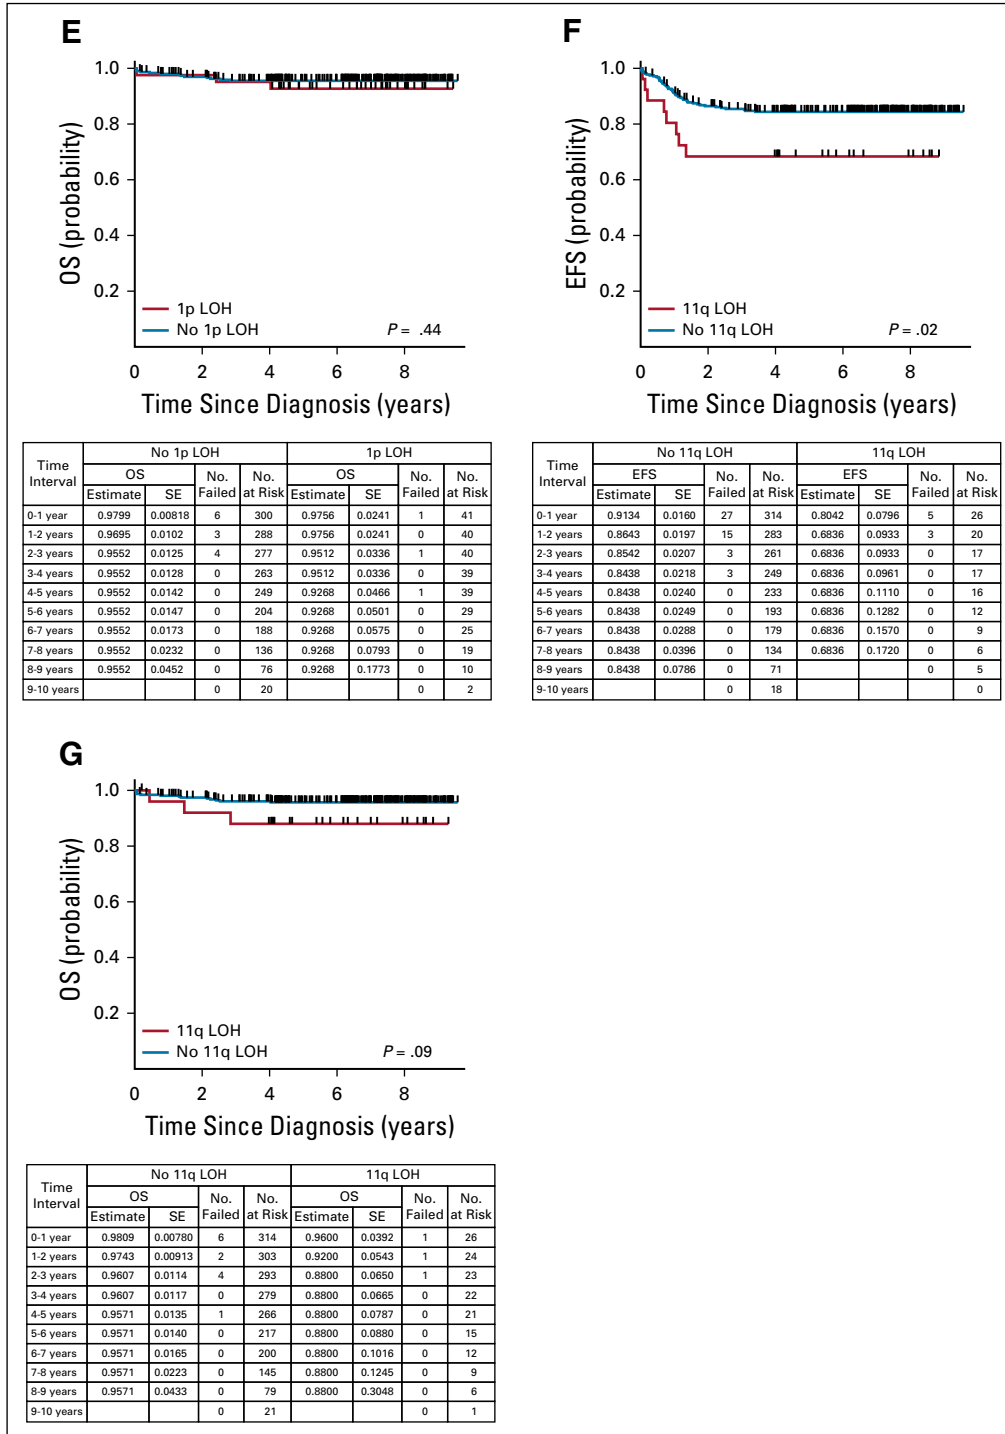 E
1.0
0.8
0.6
0.4
0.2
OS (probability)
1p LOH
No 1p LOH
P = .44
0 2 4 6 8
Time Since Diagnosis (years)
Time Interval No 1p LOH 1p LOH
OS No. Failed No. at Risk OS No. Failed No. at Risk
Estimate SE Estimate SE
0-1 year 0.9799 0.00818 6 300 0.9756 0.0241 1 41
1-2 years 0.9695 0.0102 3 288 0.9756 0.0241 0 40
2-3 years 0.9552 0.0125 4 277 0.9512 0.0336 1 40
3-4 years 0.9552 0.0128 0 263 0.9512 0.0336 0 39
4-5 years 0.9552 0.0142 0 249 0.9268 0.0466 1 39
5-6 years 0.9552 0.0147 0 204 0.9268 0.0501 0 29
6-7 years 0.9552 0.0173 0 188 0.9268 0.0575 0 25
7-8 years 0.9552 0.0232 0 136 0.9268 0.0793 0 19
8-9 years 0.9552 0.0452 0 76 0.9268 0.1773 0 10
9-10 years 0 20 0 2
F
1.0
0.8
0.6
0.4
0.2
EFS (probability)
11q LOH
No 11q LOH
P = .02
0 2 4 6 8
Time Since Diagnosis (years)
Time Interval No 11q LOH 11q LOH
EFS No. Failed No. at Risk EFS No. Failed No. at Risk
Estimate SE Estimate SE
0-1 year 0.9134 0.0160 27 314 0.8042 0.0796 5 26
1-2 years 0.8643 0.0197 15 283 0.6836 0.0933 3 20
2-3 years 0.8542 0.0207 3 261 0.6836 0.0933 0 17
3-4 years 0.8438 0.0218 3 249 0.6836 0.0961 0 17
4-5 years 0.8438 0.0240 0 233 0.6836 0.1110 0 16
5-6 years 0.8438 0.0249 0 193 0.6836 0.1282 0 12
6-7 years 0.8438 0.0288 0 179 0.6836 0.1570 0 9
7-8 years 0.8438 0.0396 0 134 0.6836 0.1720 0 6
8-9 years 0.8438 0.0786 0 71 0 5
9-10 years 0 18 0
G
1.0
0.8
0.6
0.4
0.2
OS (probability)
11q LOH
No 11q LOH
P = .09
0 2 4 6 8
Time Since Diagnosis (years)
Time Interval No 11q LOH 11q LOH
OS No. Failed No. at Risk OS No. Failed No. at Risk
Estimate SE Estimate SE
0-1 year 0.9809 0.00780 6 314 0.9600 0.0392 1 26
1-2 years 0.9743 0.00913 2 303 0.9200 0.0543 1 24
2-3 years 0.9607 0.0114 4 293 0.8800 0.0650 1 23
3-4 years 0.9607 0.0117 0 279 0.8800 0.0665 0 22
4-5 years 0.9571 0.0135 1 266 0.8800 0.0787 0 21
5-6 years 0.9571 0.0140 0 217 0.8800 0.0880 0 15
6-7 years 0.9571 0.0165 0 200 0.8800 0.1016 0 12
7-8 years 0.9571 0.0223 0 145 0.8800 0.1245 0 9
8-9 years 0.9571 0.0433 0 79 0.8800 0.3048 0 6
9-10 years 0 21 0 1